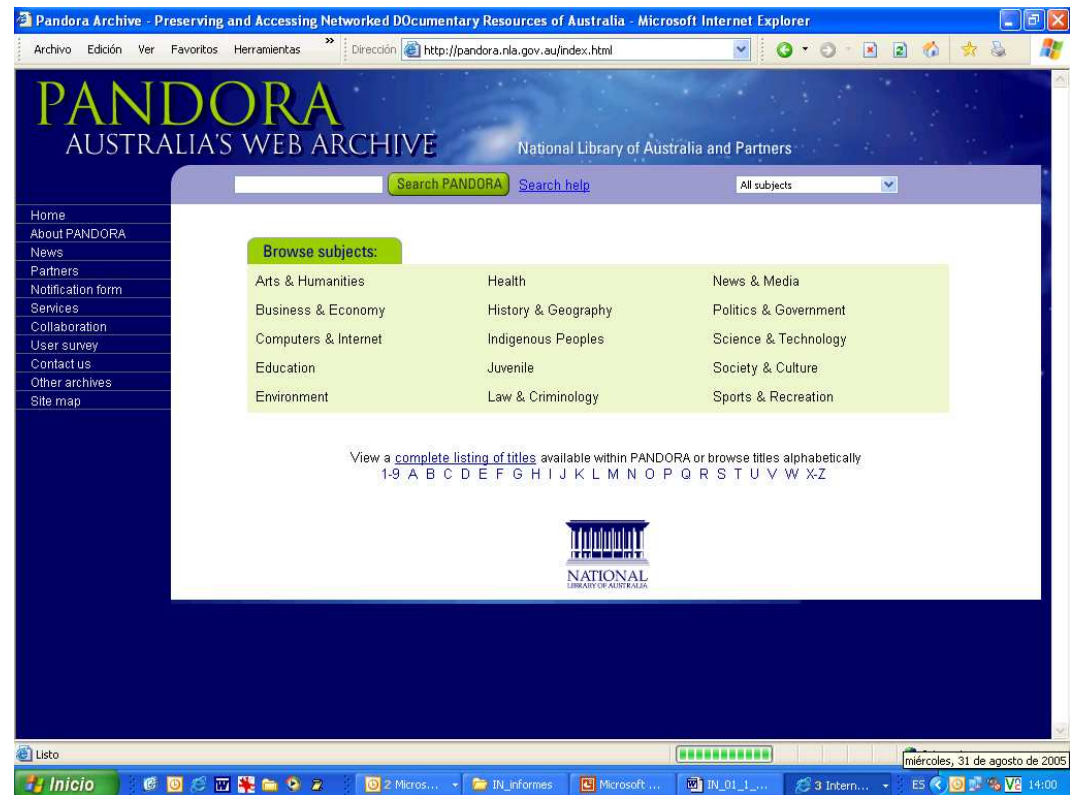 Pandora Archive - Preserving and Accessing Networked DOcumentary Resources of Australia - Microsoft Internet Explorer
Archivo Edición Ver Favoritos Herramientas » Dirección http://pandora.nla.gov.au/index.html
PANDORA
AUSTRALIA'S WEB ARCHIVE
National Library of Australia and Partners
Search PANDORA Search help All subjects
Home
About PANDORA
News
Partners
Notification form
Services
Collaboration
User survey
Contact us
Other archives
Site map
Browse subjects:
Arts & Humanities Health News & Media
Business & Economy History & Geography Politics & Government
Computers & Internet Indigenous Peoples Science & Technology
Education Juvenile Society & Culture
Environment Law & Criminology Sports & Recreation
View a complete listing of titles available within PANDORA or browse titles alphabetically
1-9 A B C D E F G H I J K L M N O P Q R S T U V W X-Z
NATIONAL
LIBRARY OF AUSTRALIA
Listo
miércoles, 31 de agosto de 2005
Inicio 2 Micros... IN_informes Microsoft ... IN_01_1_... 3 Intern... ES 14:00